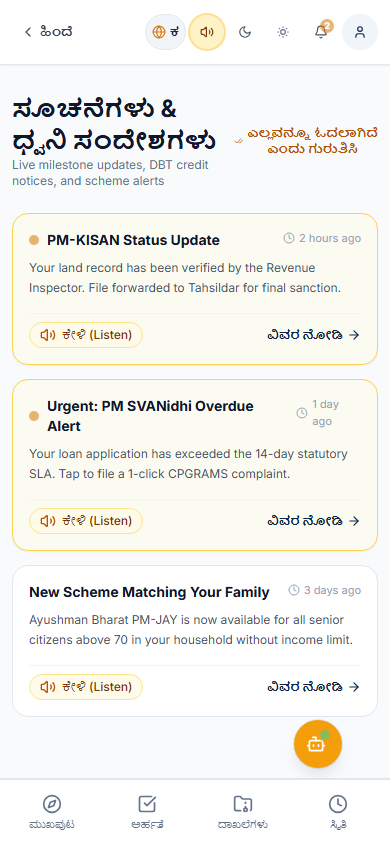 ಹಿಂದೆ
ಕ
2
ಸೂಚನೆಗಳು &
ಧ್ವನಿ ಸಂದೇಶಗಳು
ಎಲ್ಲವನ್ನೂ ಓದಲಾಗಿದೆ
ಎಂದು ಗುರುತಿಸಿ
Live milestone updates, DBT credit
notices, and scheme alerts
PM-KISAN Status Update
2 hours ago
Your land record has been verified by the Revenue
Inspector. File forwarded to Tahsildar for final sanction.
ಕೇಳಿ (Listen)
ವಿವರ ನೋಡಿ
Urgent: PM SVANidhi Overdue
Alert
1 day
ago
Your loan application has exceeded the 14-day statutory
SLA. Tap to file a 1-click CPGRAMS complaint.
ಕೇಳಿ (Listen)
ವಿವರ ನೋಡಿ
New Scheme Matching Your Family
3 days ago
Ayushman Bharat PM-JAY is now available for all senior
citizens above 70 in your household without income limit.
ಕೇಳಿ (Listen)
ವಿವರ ನೋಡಿ
ಮುಖಪುಟ
ಅರ್ಹತೆ
ದಾಖಲೆಗಳು
ಸ್ಥಿತಿ